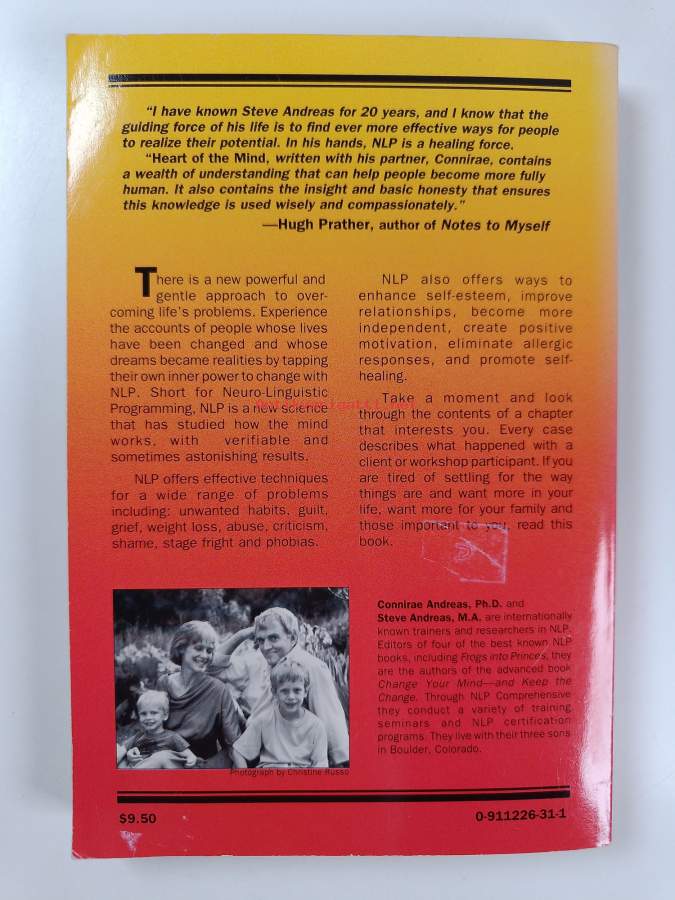 "I have known Steve Andreas for 20 years, and I know that the
guiding force of his life is to find ever more effective ways for people
to realize their potential. In his hands, NLP is a healing force.
"Heart of the Mind, written with his partner, Connirae, contains
a wealth of understanding that can help people become more fully
human. It also contains the insight and basic honesty that ensures
this knowledge is used wisely and compassionately."
—Hugh Prather, author of Notes to Myself
There is a new powerful and
gentle approach to over-
coming life's problems. Experience
the accounts of people whose lives
have been changed and whose
dreams became realities by tapping
their own inner power to change with
NLP. Short for Neuro-Linguistic
Programming, NLP is a new science
that has studied how the mind
works, with verifiable and
sometimes astonishing results.
NLP offers effective techniques
for a wide range of problems
including: unwanted habits, guilt,
grief, weight loss, abuse, criticism,
shame, stage fright and phobias.
NLP also offers ways to
enhance self-esteem, improve
relationships, become more
independent, create positive
motivation, eliminate allergic
responses, and promote self-
healing.
Take a moment and look
through the contents of a chapter
that interests you. Every case
describes what happened with a
client or workshop participant. If you
are tired of settling for the way
things are and want more in your
life, want more for your family and
those important to you, read this
book.
Connirae Andreas, Ph.D. and
Steve Andreas, M.A. are internationally
known trainers and researchers in NLP.
Editors of four of the best known NLP
books, including Frogs into Princes, they
are the authors of the advanced book
Change Your Mind—and Keep the
Change. Through NLP Comprehensive
they conduct a variety of training
seminars and NLP certification
programs. They live with their three sons
in Boulder, Colorado.
Photograph by Christine Russo
$9.50
0-911226-31-1